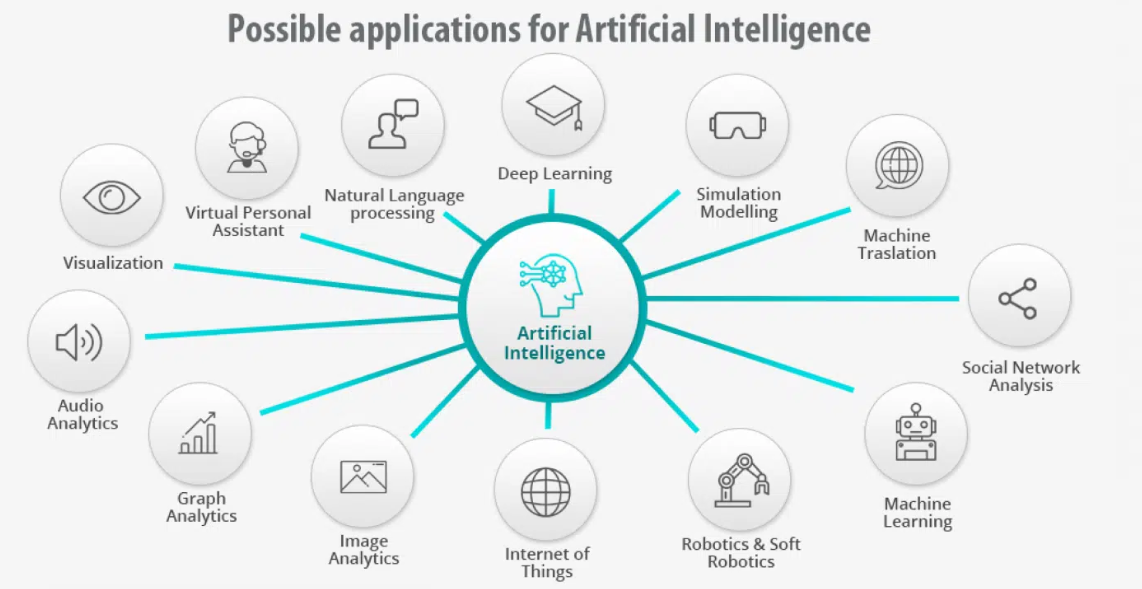 Possible applications for Artificial Intelligence
Deep Learning
Natural Language
processing
Simulation
Modelling
Virtual Personal
Assistant
Machine
Traslation
Visualization
Artificial
Intelligence
Social Network
Analysis
Audio
Analytics
Graph
Analytics
Machine
Learning
Image
Analytics
Internet of
Things
Robotics & Soft
Robotics